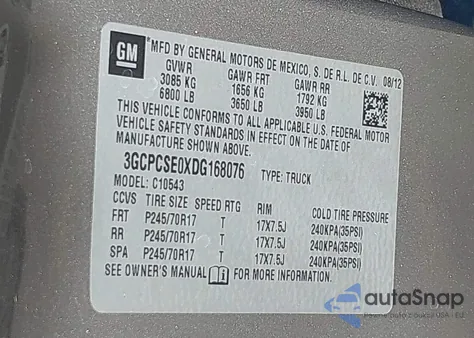 GM
MFD BY GENERAL MOTORS DE MEXICO, S. DE R.L. DE C.V. 08/12
GVWR GAWR FRT GAWR RR
3085 KG 1656 KG 1792 KG
6800 LB 3650 LB 3950 LB
THIS VEHICLE CONFORMS TO ALL APPLICABLE U.S. FEDERAL MOTOR
VEHICLE SAFETY STANDARDS IN EFFECT ON THE DATE OF
MANUFACTURE SHOWN ABOVE.
3GCPCSE0XDG168076 TYPE: TRUCK
MODEL: C10543
CCVS TIRE SIZE SPEED RTG RIM COLD TIRE PRESSURE
FRT P245/70R17 T 17X7.5J 240KPA(35PSI)
RR P245/70R17 T 17X7.5J 240KPA(35PSI)
SPA P245/70R17 T 17X7.5J 240KPA(35PSI)
SEE OWNER'S MANUAL FOR MORE INFORMATION.
autoSnap